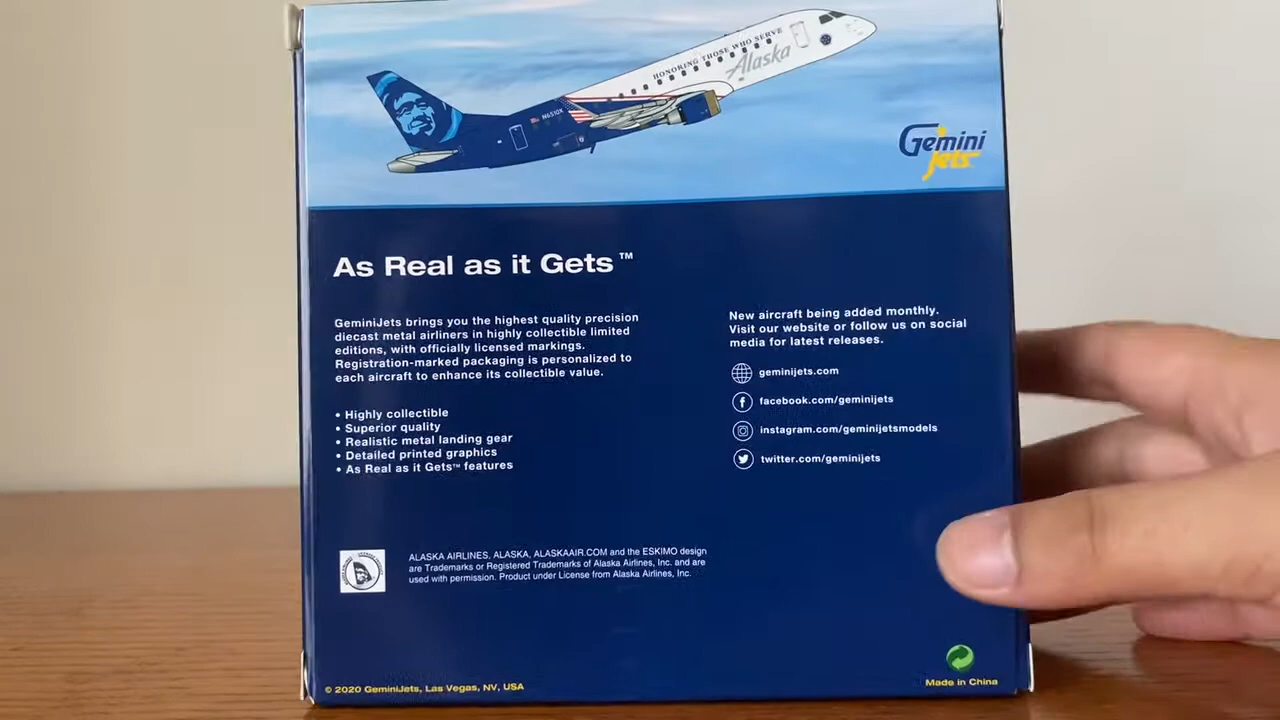 HONORING THOSE WHO SERVE
Alaska
N651QX
Gemini
Jets
As Real as it Gets™
GeminiJets brings you the highest quality precision
diecast metal airliners in highly collectible limited
editions, with officially licensed markings.
Registration-marked packaging is personalized to
each aircraft to enhance its collectible value.
• Highly collectible
• Superior quality
• Realistic metal landing gear
• Detailed printed graphics
• As Real as it Gets™ features
New aircraft being added monthly.
Visit our website or follow us on social
media for latest releases.
geminijets.com
facebook.com/geminijets
instagram.com/geminijetsmodels
twitter.com/geminijets
ALASKA AIRLINES, ALASKA, ALASKAAIR.COM and the ESKIMO design
are Trademarks or Registered Trademarks of Alaska Airlines, Inc. and are
used with permission. Product under License from Alaska Airlines, Inc.
© 2020 GeminiJets, Las Vegas, NV, USA
Made in China